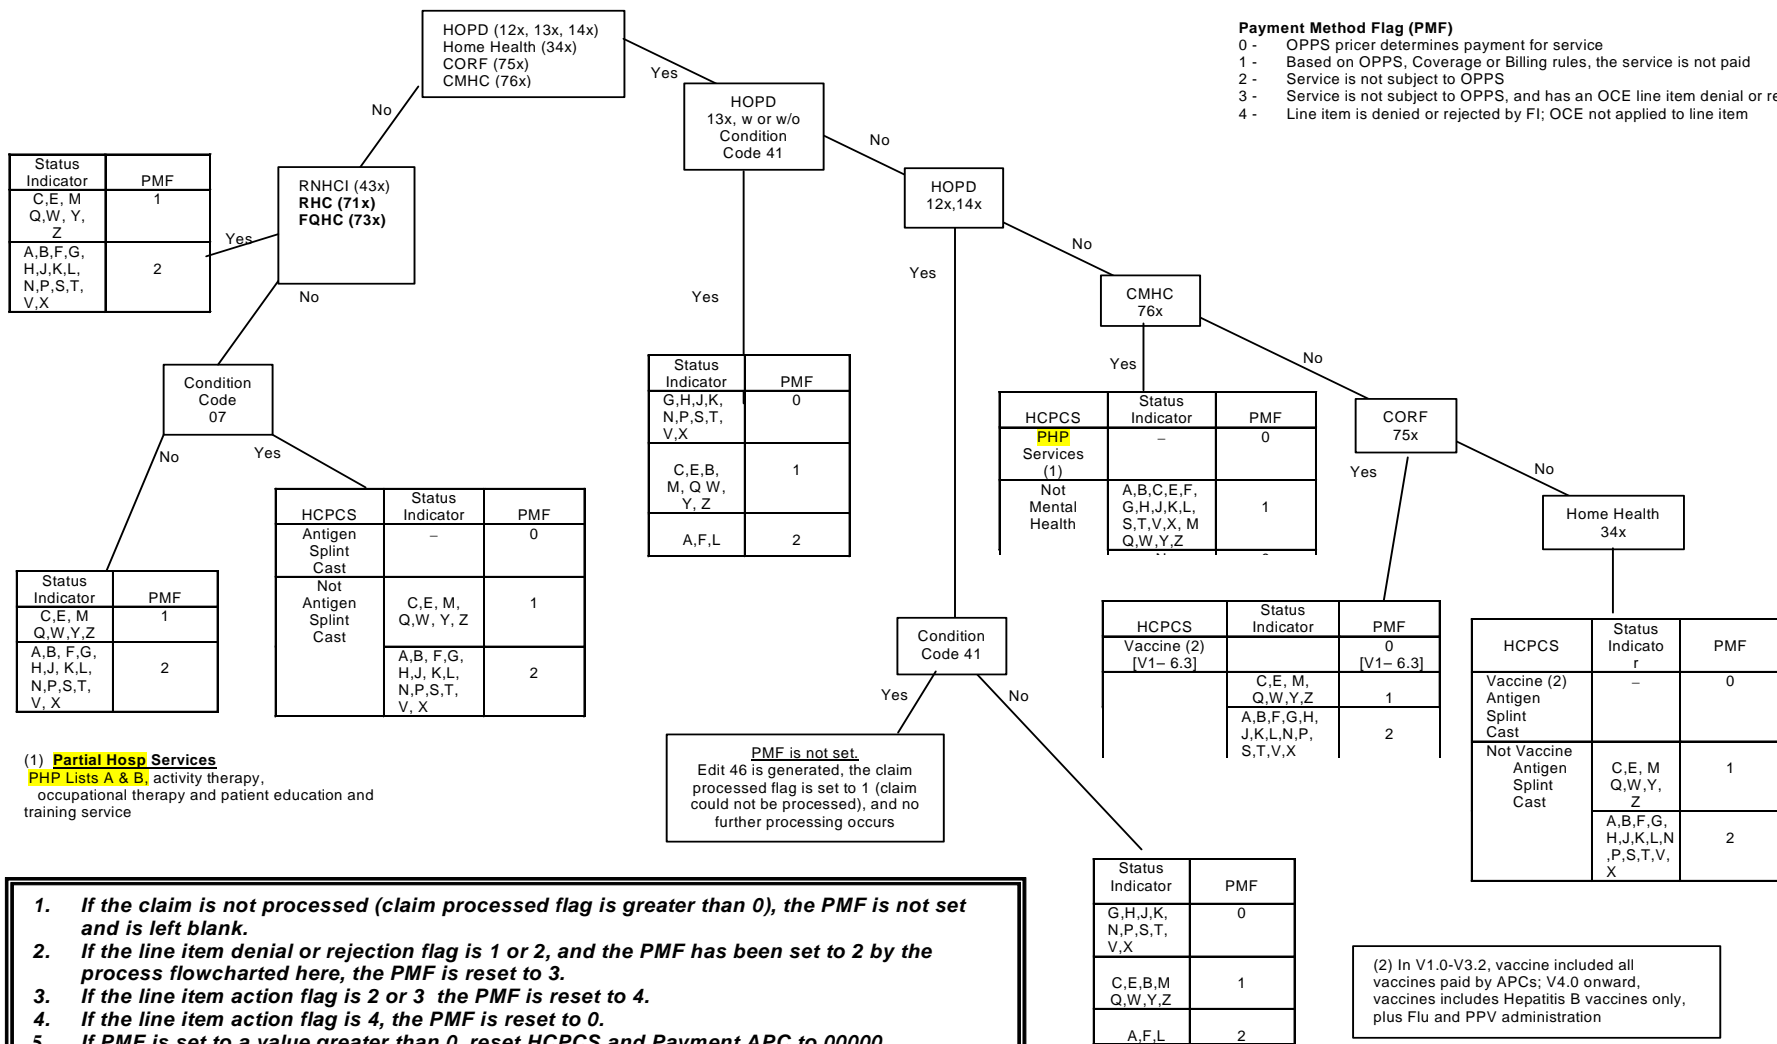 HOPD (12x, 13x, 14x)
Home Health (34x)
CORF (75x)
CMHC (76x)
Payment Method Flag (PMF)
0 - OPPS pricer determines payment for service
1 - Based on OPPS, Coverage or Billing rules, the service is not paid
2 - Service is not subject to OPPS
3 - Service is not subject to OPPS, and has an OCE line item denial or re
4 - Line item is denied or rejected by FI; OCE not applied to line item
Yes
No
HOPD
13x, w or w/o
Condition
Code 41
No
Status
Indicator PMF
C,E, M
Q,W, Y,
Z
1
A,B,F,G,
H,J,K,L,
N,P,S,T,
V,X
2
Yes
RNHCI (43x)
RHC (71x)
FQHC (73x)
No
HOPD
12x,14x
No
Yes
Yes
CMHC
76x
Yes
No
Condition
Code
07
No
Yes
Status
Indicator PMF
G,H,J,K,
N,P,S,T,
V,X
0
C,E,B,
M, Q W,
Y, Z
1
A,F,L 2
HCPCS
Status
Indicator
PMF
PHP
Services
(1)
– 0
Not
Mental
Health
A,B,C,E,F,
G,H,J,K,L,
S,T,V,X, M
Q,W,Y,Z
1
CORF
75x
Yes
No
Home Health
34x
Status
Indicator PMF
C,E, M
Q,W,Y,Z
1
A,B, F,G,
H,J, K,L,
N,P,S,T,
V, X
2
HCPCS
Status
Indicator
PMF
Antigen
Splint
Cast
– 0
Not
Antigen
Splint
Cast
C,E, M,
Q,W, Y, Z
1
A,B, F,G,
H,J, K,L,
N,P,S,T,
V, X
2
Condition
Code 41
Yes
No
HCPCS
Status
Indicator
PMF
Vaccine (2)
[V1– 6.3]
0
[V1– 6.3]
C,E, M,
Q,W,Y,Z
1
A,B,F,G,H,
J,K,L,N,P,
S,T,V,X
2
HCPCS
Status
Indicato
r
PMF
Vaccine (2)
Antigen
Splint
Cast
– 0
Not Vaccine
Antigen
Splint
Cast
C,E, M
Q,W,Y,
Z
1
A,B,F,G,
H,J,K,L,N
,P,S,T,V,
X
2
(1) Partial Hosp Services
PHP Lists A & B, activity therapy,
occupational therapy and patient education and
training service
PMF is not set.
Edit 46 is generated, the claim
processed flag is set to 1 (claim
could not be processed), and no
further processing occurs
Status
Indicator PMF
G,H,J,K,
N,P,S,T,
V,X
0
C,E,B,M
Q,W,Y,Z
1
A,F,L 2
1. If the claim is not processed (claim processed flag is greater than 0), the PMF is not set
and is left blank.
2. If the line item denial or rejection flag is 1 or 2, and the PMF has been set to 2 by the
process flowcharted here, the PMF is reset to 3.
3. If the line item action flag is 2 or 3 the PMF is reset to 4.
4. If the line item action flag is 4, the PMF is reset to 0.
5. If PMF is set to a value greater than 0, reset HCPCS and Payment APC to 00000
(2) In V1.0-V3.2, vaccine included all
vaccines paid by APCs; V4.0 onward,
vaccines includes Hepatitis B vaccines only,
plus Flu and PPV administration